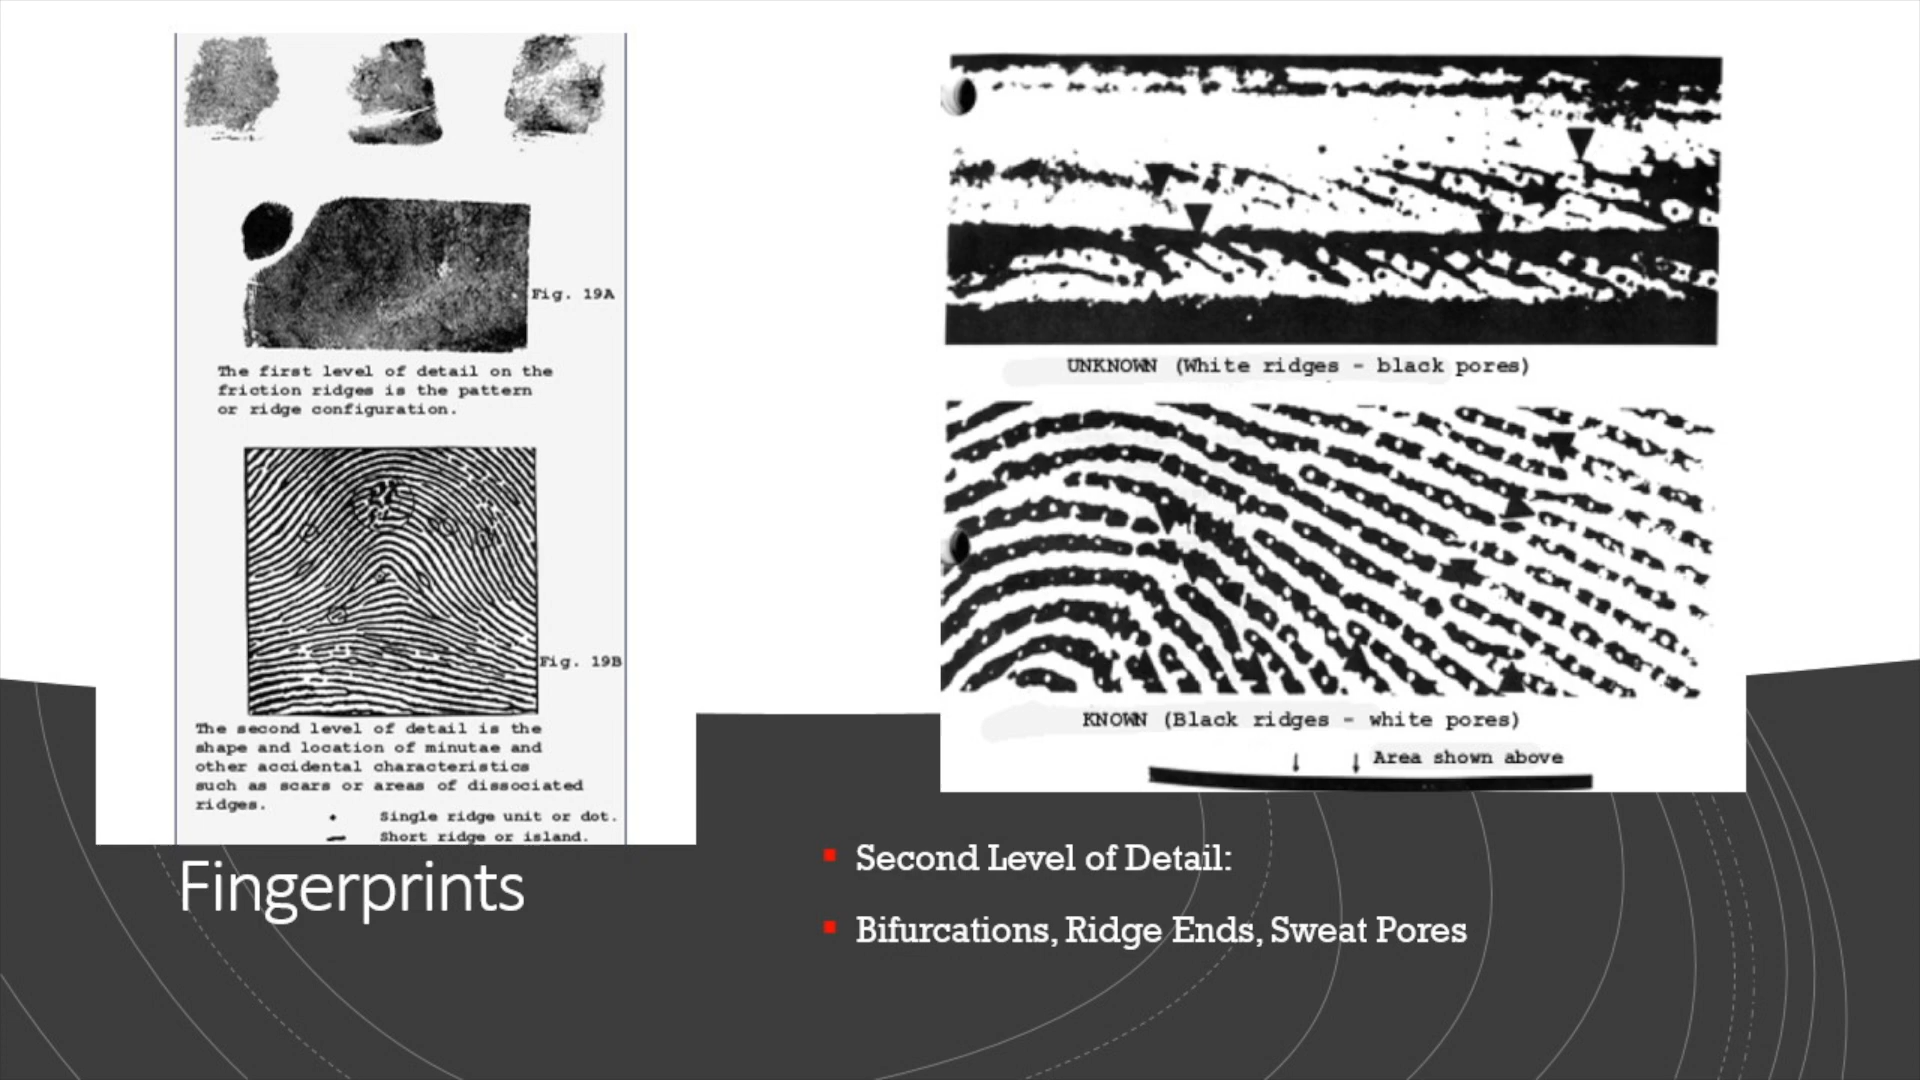 Fig. 19A
The first level of detail on the
friction ridges is the pattern
or ridge configuration.
Fig. 19B
The second level of detail is the
shape and location of minutae and
other accidental characteristics
such as scars or areas of dissociated
ridges.
Single ridge unit or dot.
Short ridge or island.
UNKNOWN (White ridges - black pores)
KNOWN (Black ridges - white pores)
Area shown above
Fingerprints
Second Level of Detail:
Bifurcations, Ridge Ends, Sweat Pores